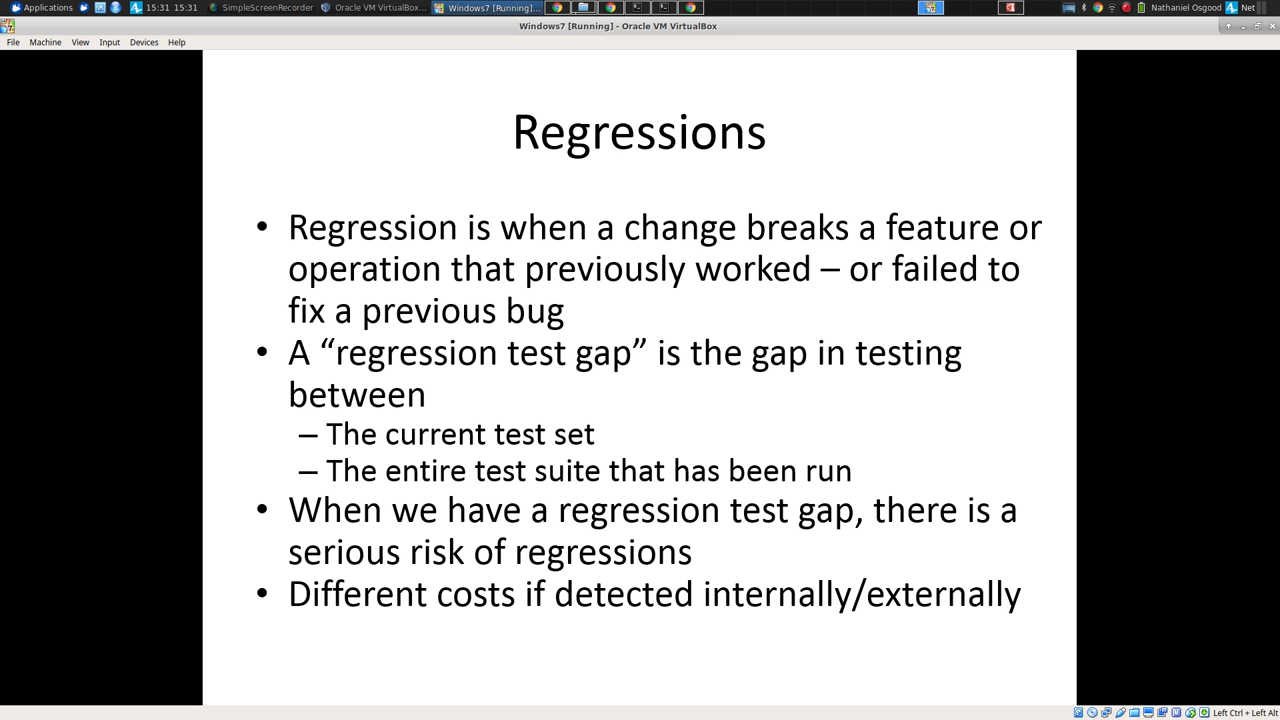 Applications
15:31 15:31
SimpleScreenRecorder
Oracle VM VirtualBox...
Windows7 [Running]...
Nathaniel Osgood
Net
Windows7 [Running] - Oracle VM VirtualBox
File Machine View Input Devices Help
Regressions
• Regression is when a change breaks a feature or
operation that previously worked – or failed to
fix a previous bug
• A “regression test gap” is the gap in testing
between
– The current test set
– The entire test suite that has been run
• When we have a regression test gap, there is a
serious risk of regressions
• Different costs if detected internally/externally
Left Ctrl + Left Alt